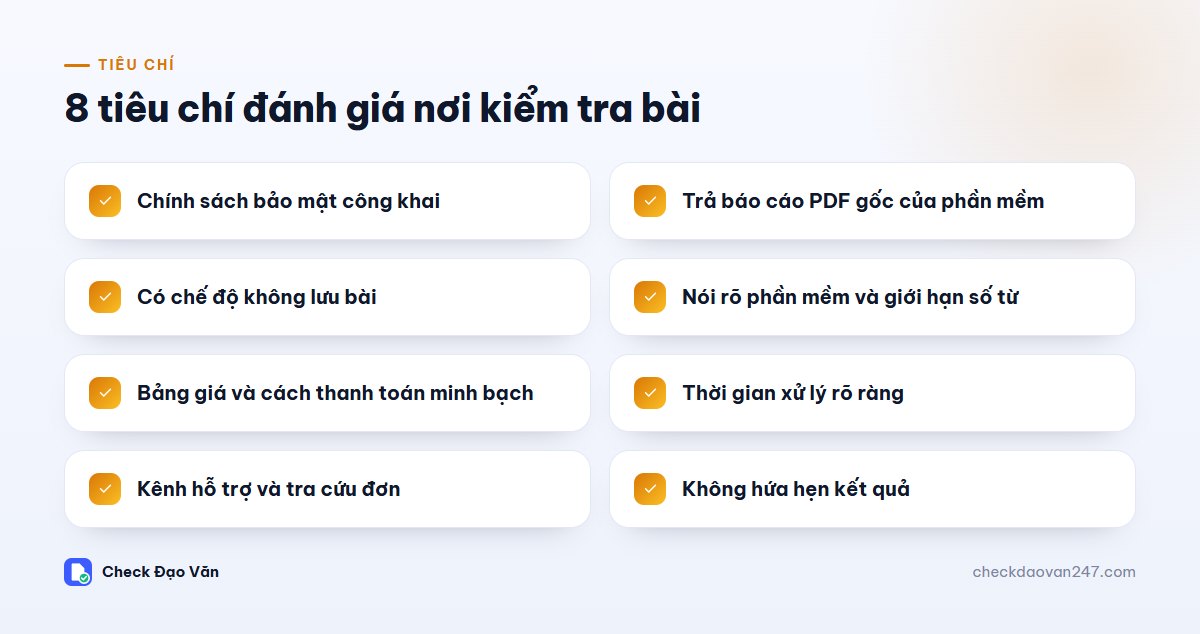 TIÊU CHÍ
8 tiêu chí đánh giá nơi kiểm tra bài
Chính sách bảo mật công khai
Trả báo cáo PDF gốc của phần mềm
Có chế độ không lưu bài
Nói rõ phần mềm và giới hạn số từ
Bảng giá và cách thanh toán minh bạch
Thời gian xử lý rõ ràng
Kênh hỗ trợ và tra cứu đơn
Không hứa hẹn kết quả
Check Đạo Văn
checkdaovan247.com